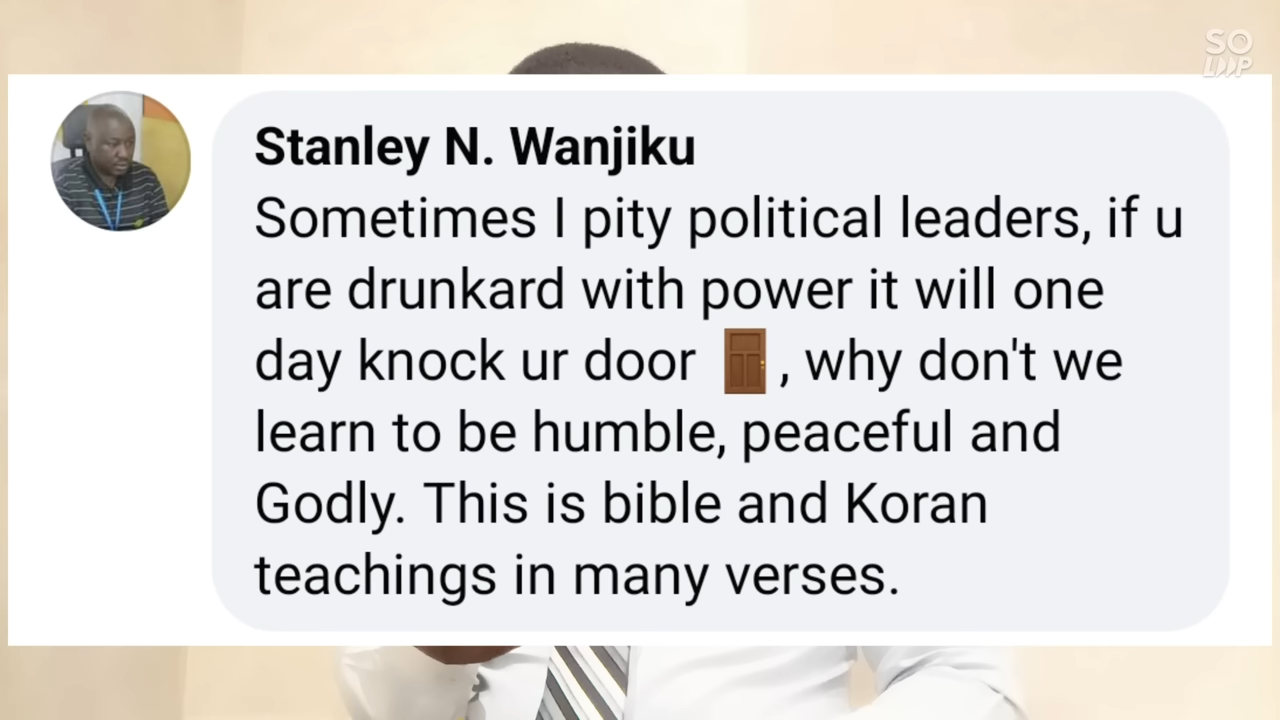 SO
LOOP
Stanley N. Wanjiku
Sometimes I pity political leaders, if u
are drunkard with power it will one
day knock ur door 🚪, why don't we
learn to be humble, peaceful and
Godly. This is bible and Koran
teachings in many verses.